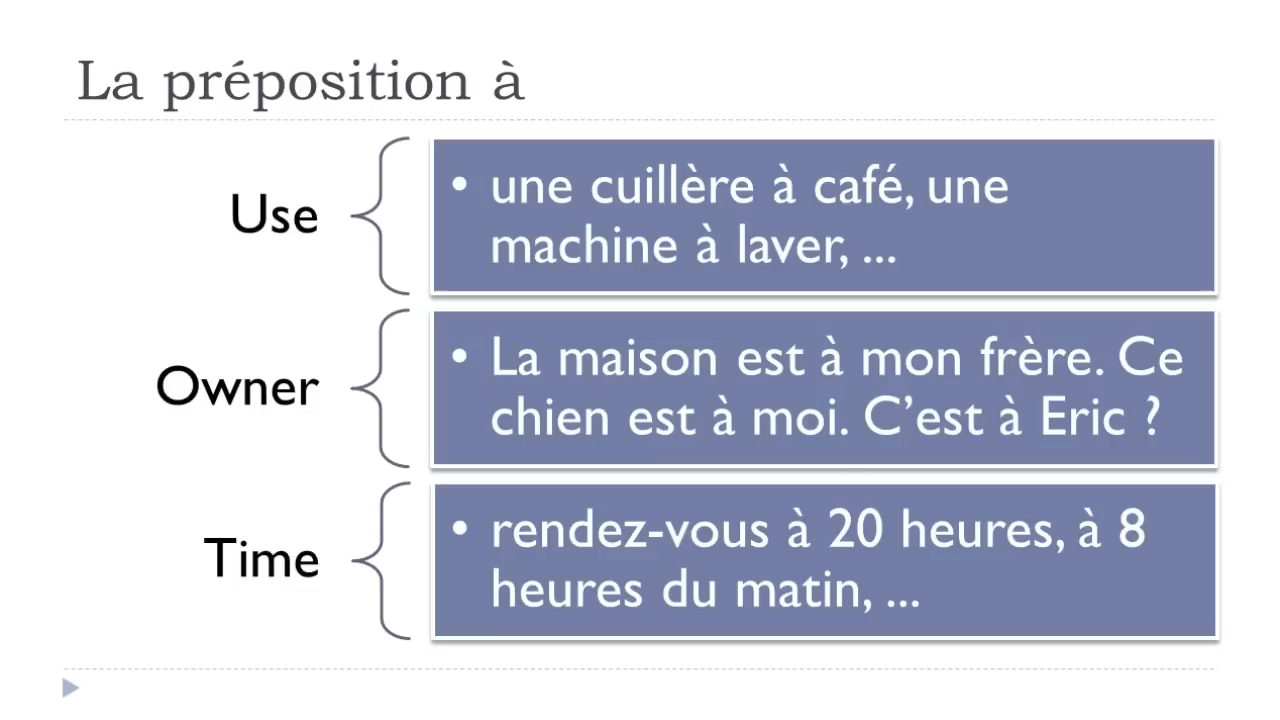 La préposition à
Use
• une cuillère à café, une
machine à laver, ...
Owner
• La maison est à mon frère. Ce
chien est à moi. C’est à Eric ?
Time
• rendez-vous à 20 heures, à 8
heures du matin, ...